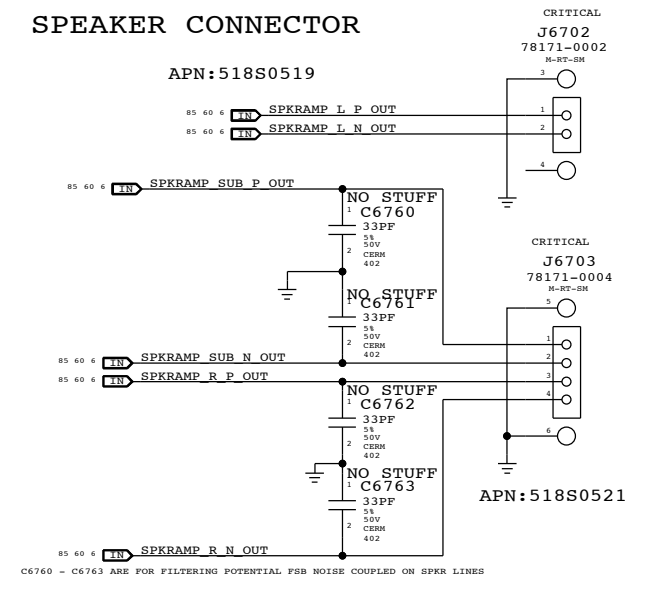 SPEAKER CONNECTOR
CRITICAL
J6702
78171-0002
M-RT-SM
APN:518S0519
3
85 60 6 IN SPKRAMP_L_P_OUT 1
85 60 6 IN SPKRAMP_L_N_OUT 2
4
85 60 6 IN SPKRAMP_SUB_P_OUT
NO STUFF
1 C6760
33PF
5%
50V
2 CERM
402
CRITICAL
J6703
78171-0004
M-RT-SM
5
NO STUFF
1 C6761
33PF
5%
50V
2 CERM
402
1
85 60 6 IN SPKRAMP_SUB_N_OUT 2
85 60 6 IN SPKRAMP_R_P_OUT 3
4
NO STUFF
1 C6762
33PF
5%
50V
2 CERM
402
6
NO STUFF
1 C6763
33PF
5%
50V
2 CERM
402
APN:518S0521
85 60 6 IN SPKRAMP_R_N_OUT
C6760 - C6763 ARE FOR FILTERING POTENTIAL FSB NOISE COUPLED ON SPKR LINES